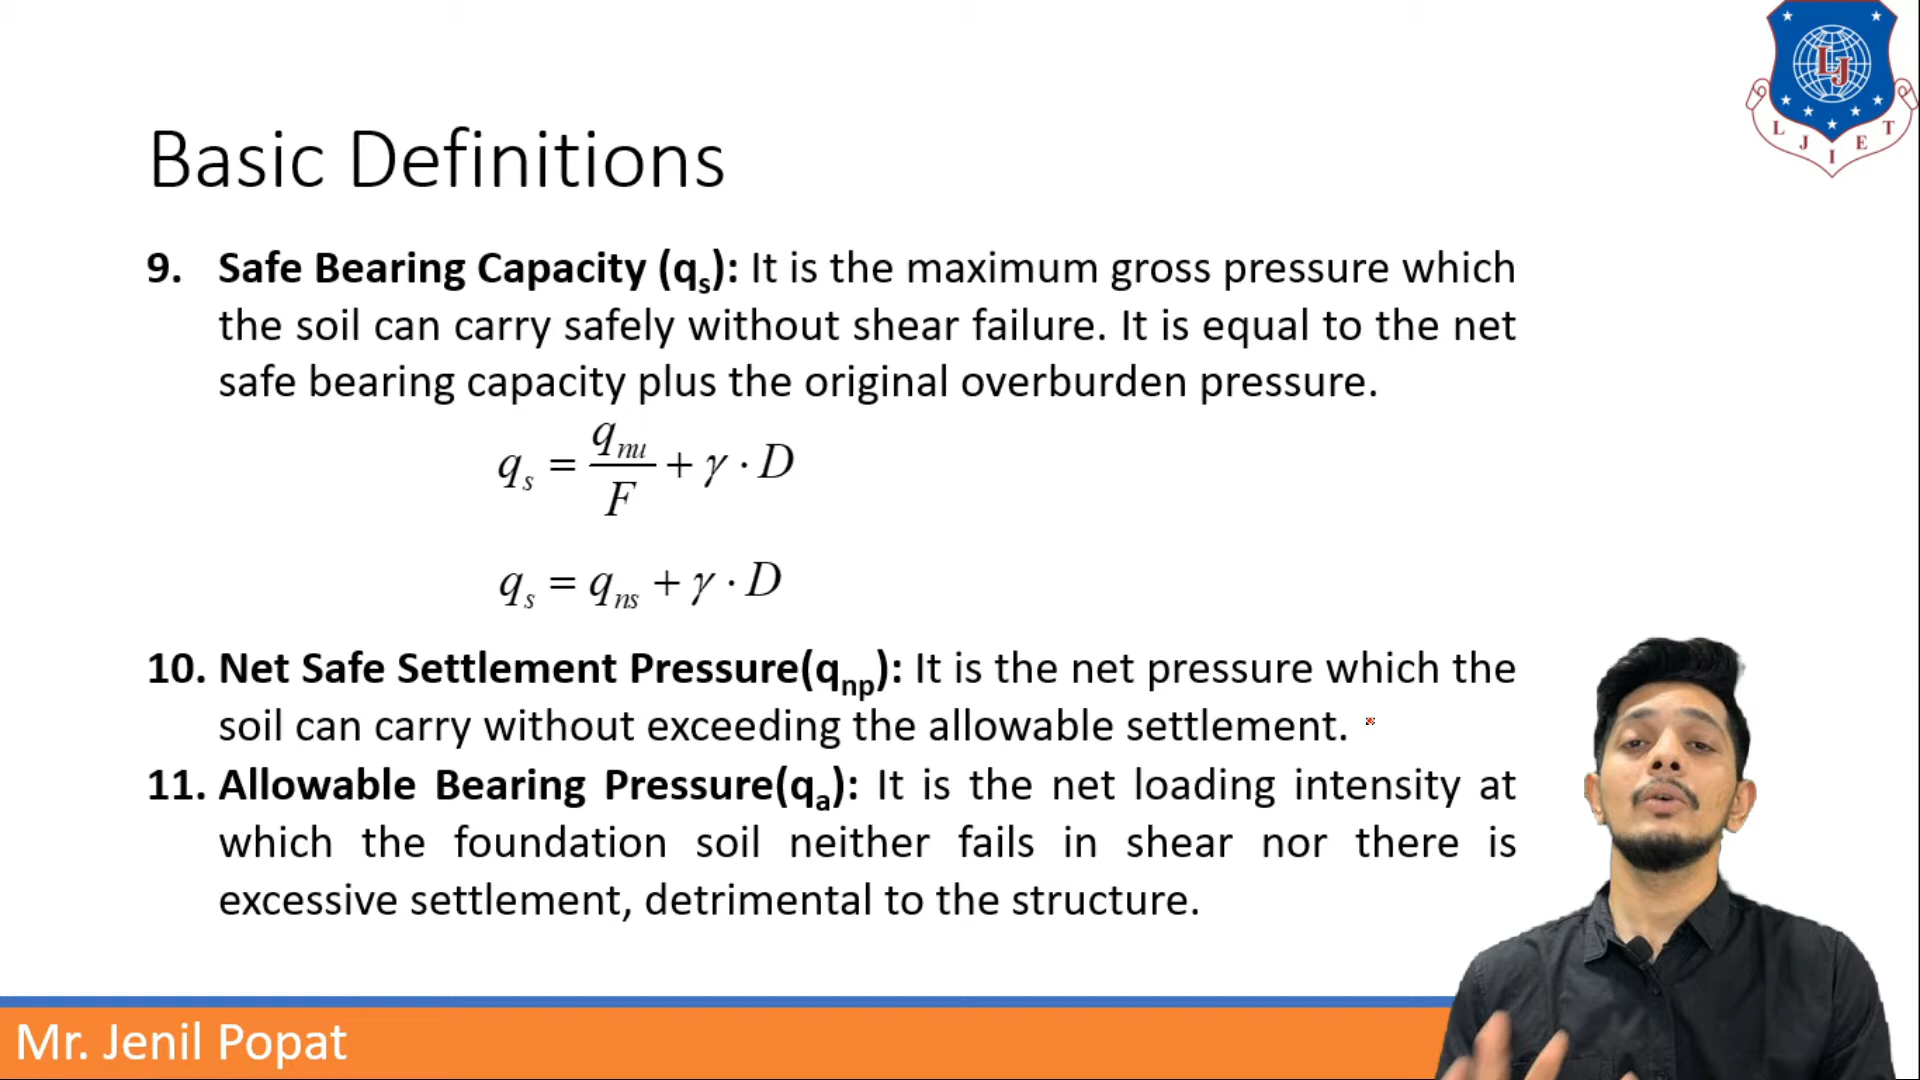 L J I E T
LJ
Basic Definitions
9. Safe Bearing Capacity (qs): It is the maximum gross pressure which
the soil can carry safely without shear failure. It is equal to the net
safe bearing capacity plus the original overburden pressure.
qs = qnu/F + γ · D
qs = qns + γ · D
10. Net Safe Settlement Pressure(qnp): It is the net pressure which the
soil can carry without exceeding the allowable settlement.
11. Allowable Bearing Pressure(qa): It is the net loading intensity at
which the foundation soil neither fails in shear nor there is
excessive settlement, detrimental to the structure.
Mr. Jenil Popat